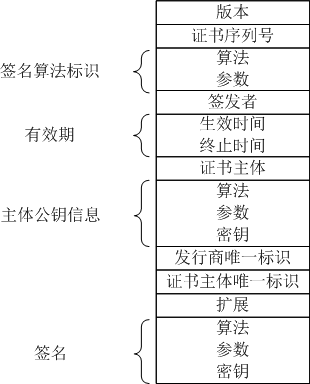 版本
证书序列号
签名算法标识
算法
参数
签发者
有效期
生效时间
终止时间
证书主体
主体公钥信息
算法
参数
密钥
发行商唯一标识
证书主体唯一标识
扩展
签名
算法
参数
密钥